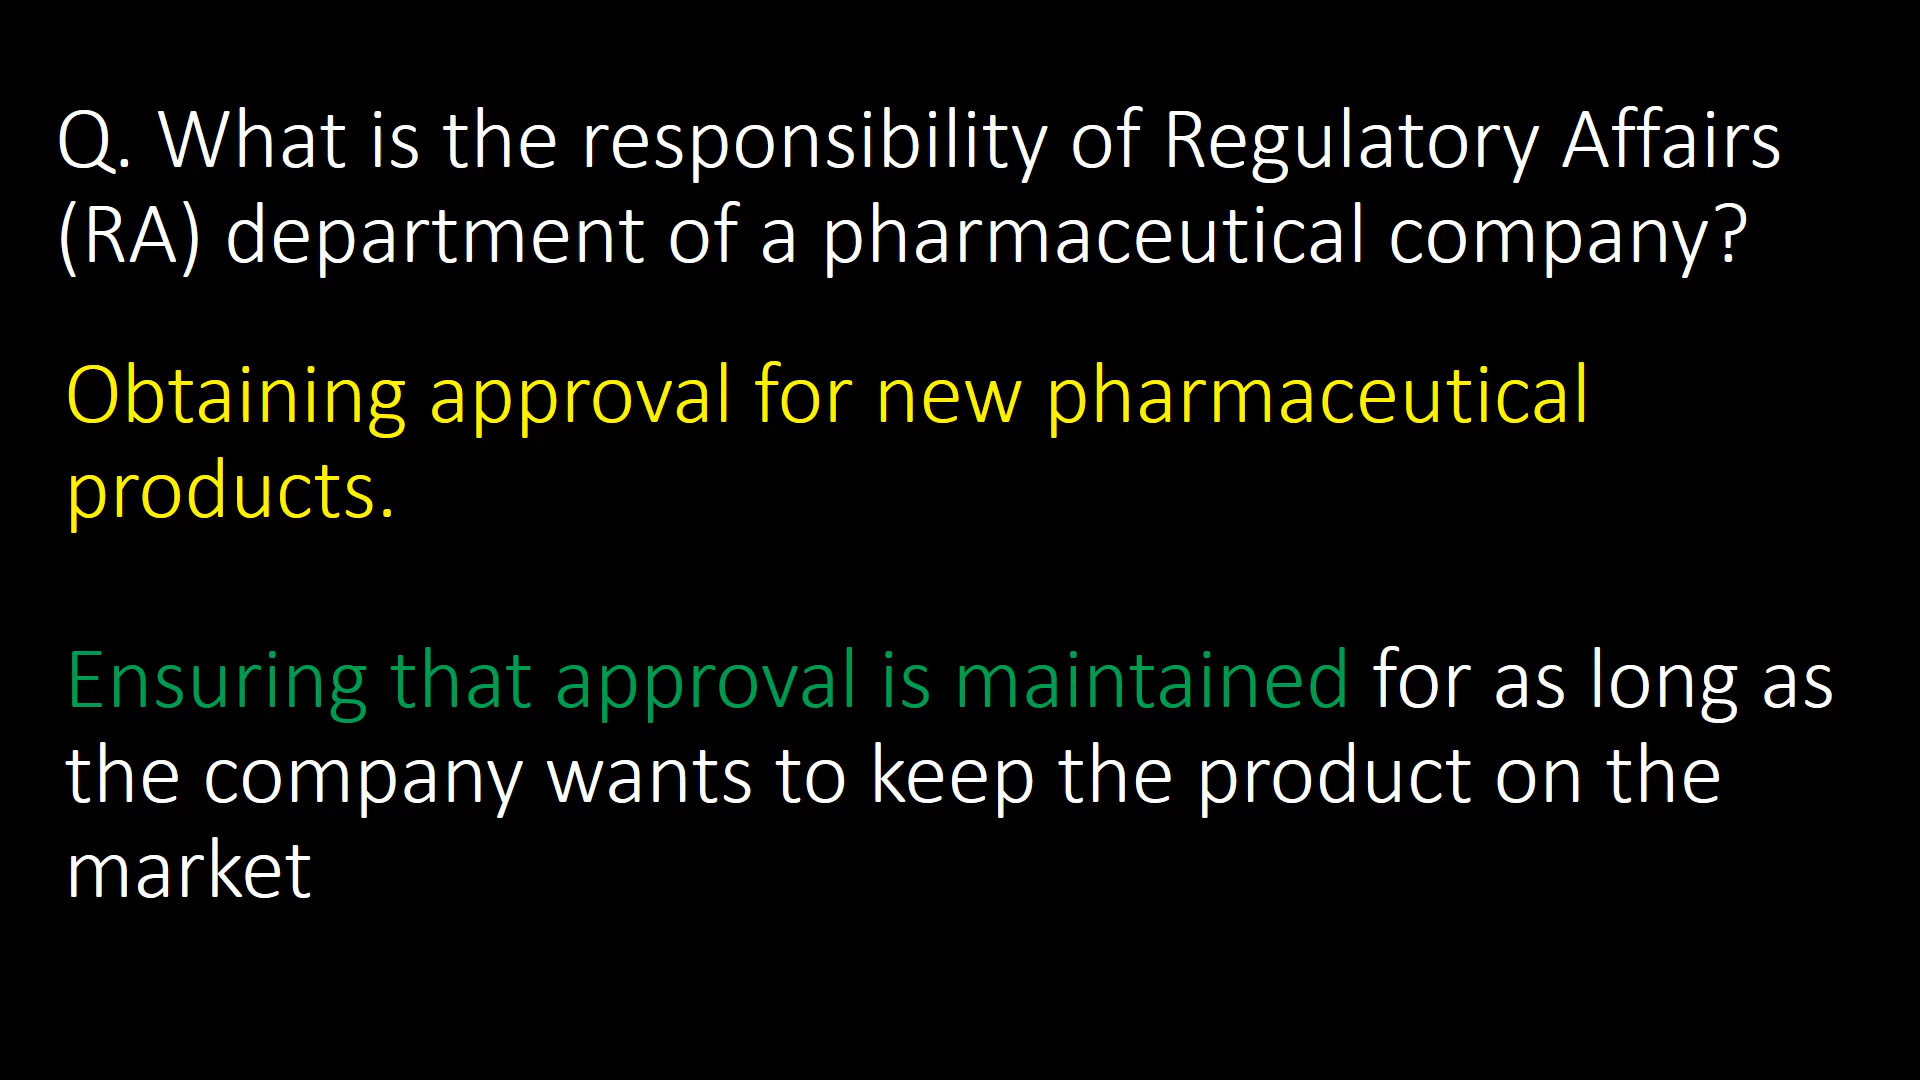 Q. What is the responsibility of Regulatory Affairs
(RA) department of a pharmaceutical company?
Obtaining approval for new pharmaceutical
products.
Ensuring that approval is maintained for as long as
the company wants to keep the product on the
market